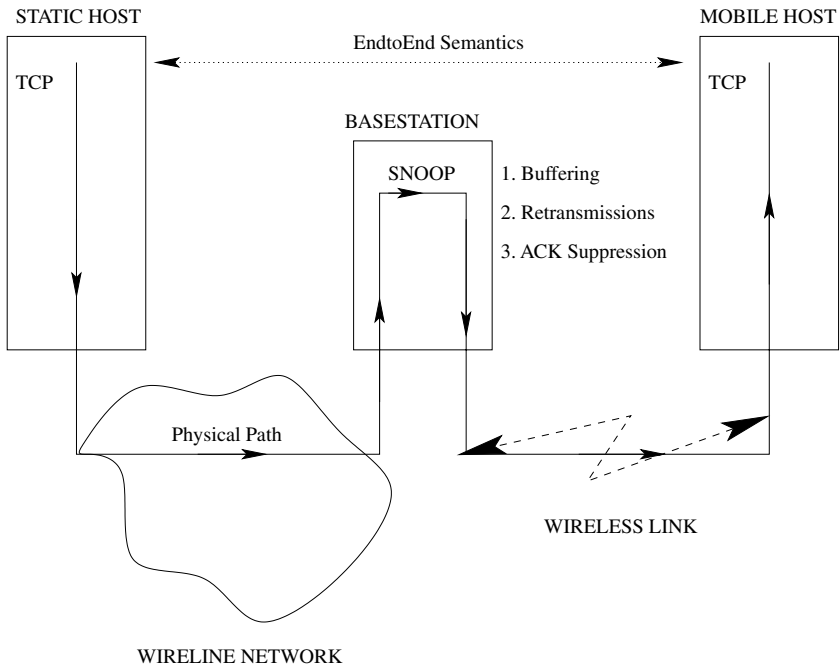 STATIC HOST
MOBILE HOST
EndtoEnd Semantics
TCP
TCP
BASESTATION
SNOOP
1. Buffering
2. Retransmissions
3. ACK Suppression
Physical Path
WIRELESS LINK
WIRELINE NETWORK